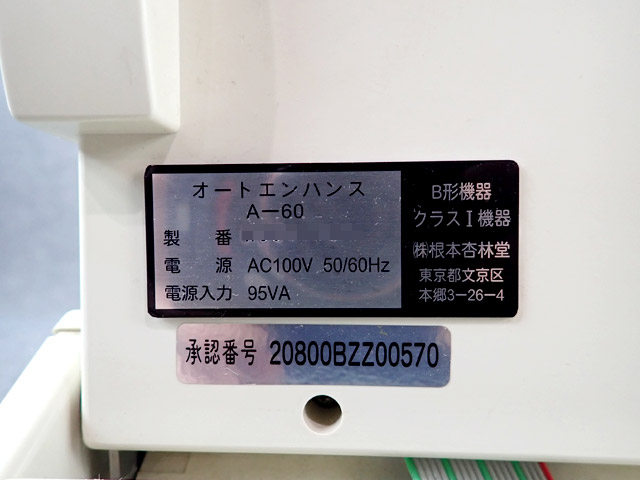 オートエンハンス
A－60
製　番
電　源　AC100V 50/60Hz
電源入力　95VA
B形機器
クラスⅠ機器
㈱根本杏林堂
東京都文京区
本郷3－26－4
承認番号 20800BZZ00570